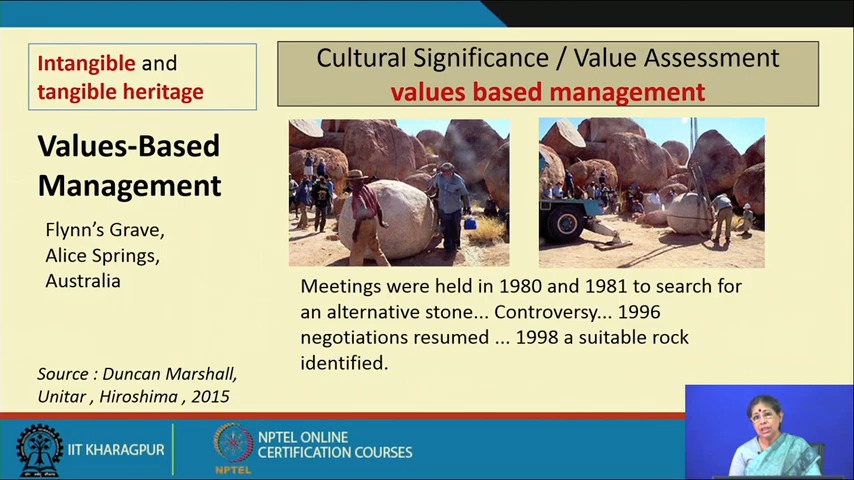 Intangible and
tangible heritage
Cultural Significance / Value Assessment
values based management
Values-Based
Management
Flynn's Grave,
Alice Springs,
Australia
Meetings were held in 1980 and 1981 to search for
an alternative stone... Controversy... 1996
negotiations resumed ... 1998 a suitable rock
identified.
Source : Duncan Marshall,
Unitar , Hiroshima , 2015
IIT KHARAGPUR
NPTEL
NPTEL ONLINE
CERTIFICATION COURSES